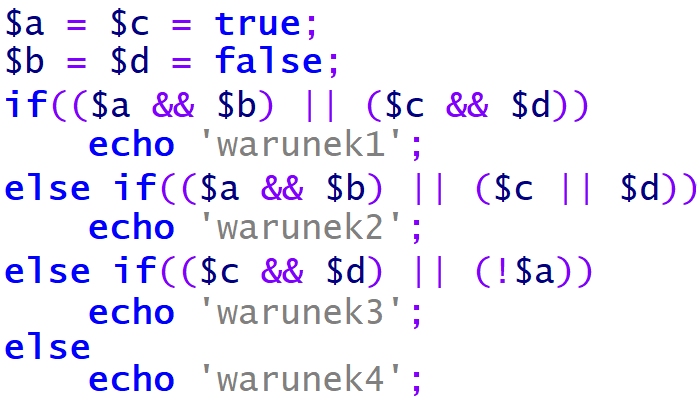 $a = $c = true;
$b = $d = false;
if(($a && $b) || ($c && $d))
    echo 'warunek1';
else if(($a && $b) || ($c || $d))
    echo 'warunek2';
else if(($c && $d) || (!$a))
    echo 'warunek3';
else
    echo 'warunek4';